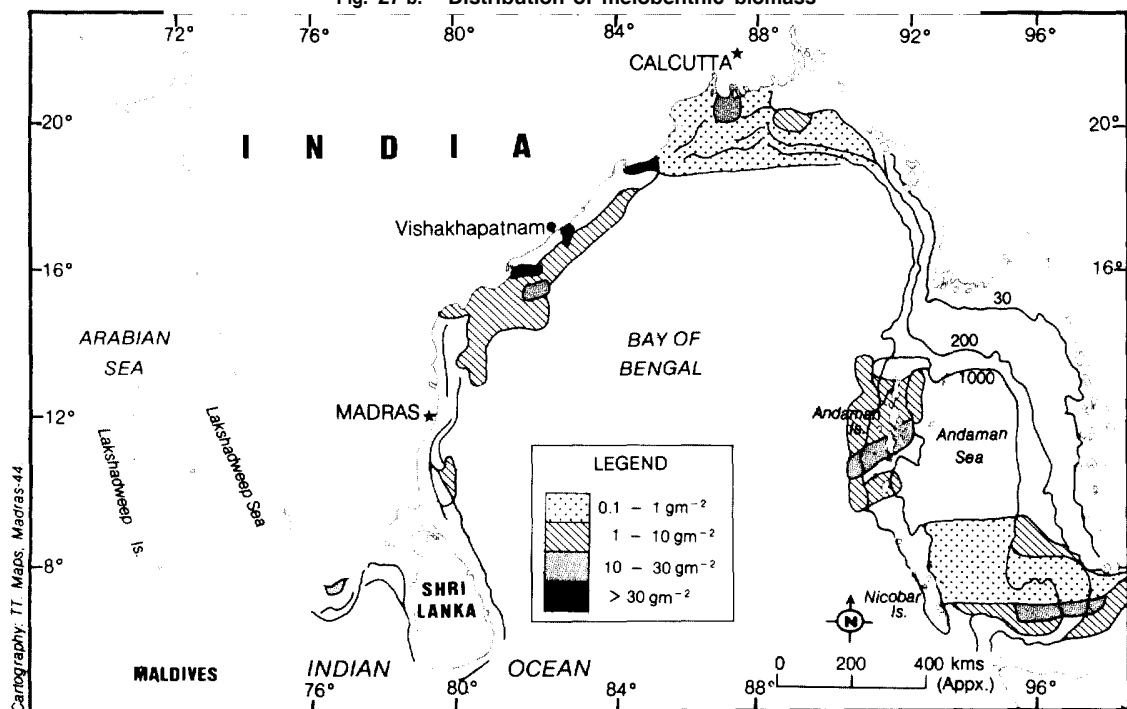 Fig. 27 b. Distribution of meiobenthic biomass
72° 76° 80° 84° 88° 92° 96°
CALCUTTA
20° 20°
I N D I A
Vishakhapatnam
16° 16°
30
ARABIAN
SEA
BAY OF
BENGAL
200
1000
MADRAS
12° 12°
Andaman
Is.
Andaman
Sea
Lakshadweep
Is.
Lakshadweep Sea
LEGEND
0.1 – 1 gm⁻²
1 – 10 gm⁻²
10 – 30 gm⁻²
> 30 gm⁻²
8° 8°
SHRI
LANKA
Nicobar
Is.
N
MALDIVES
INDIAN OCEAN
0 200 400 kms
(Appx.)
76° 80° 84° 88° 96°
Cartography: TT. Maps, Madras-44